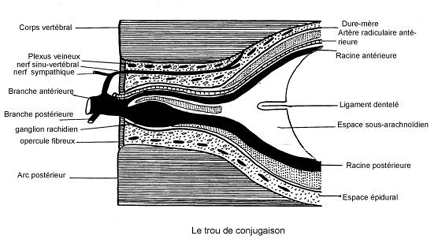 Corps vertébral
Plexus veineux
nerf sinu-vertébral
nerf sympathique
Branche antérieure
Branche postérieure
ganglion rachidien
opercule fibreux
Arc postérieur
Dure-mère
Artère radiculaire anté-
rieure
Racine antérieure
Ligament dentelé
Espace sous-arachnoïdien
Racine postérieure
Espace épidural
Le trou de conjugaison